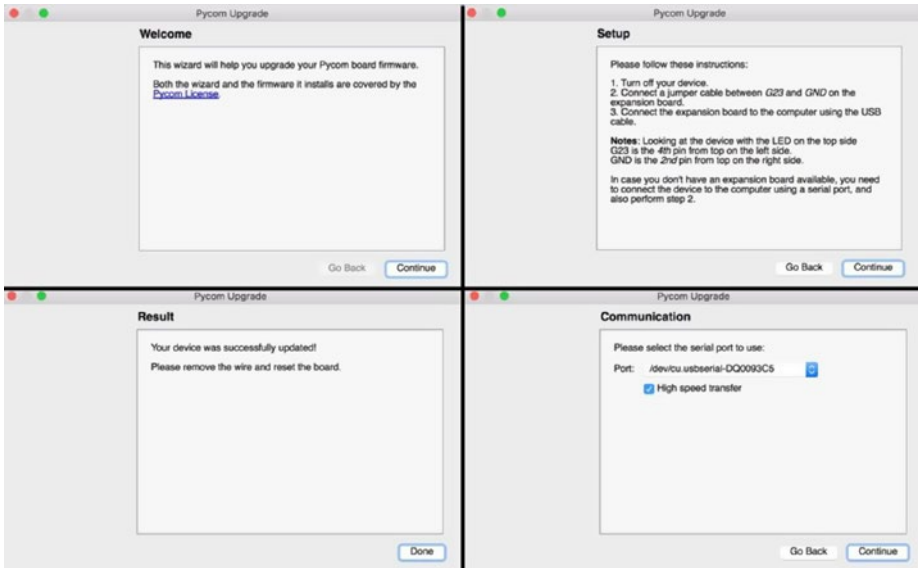 Pycom Upgrade
Welcome
This wizard will help you upgrade your Pycom board firmware.
Both the wizard and the firmware it installs are covered by the
Pycom License.
Go Back
Continue
Pycom Upgrade
Setup
Please follow these instructions:
1. Turn off your device.
2. Connect a jumper cable between G23 and GND on the
expansion board.
3. Connect the expansion board to the computer using the USB
cable.
Notes: Looking at the device with the LED on the top side
G23 is the 4th pin from top on the left side.
GND is the 2nd pin from top on the right side.
In case you don't have an expansion board available, you need
to connect the device to the computer using a serial port, and
also perform step 2.
Go Back
Continue
Pycom Upgrade
Result
Your device was successfully updated!
Please remove the wire and reset the board.
Done
Pycom Upgrade
Communication
Please select the serial port to use:
Port: /dev/cu.usbserial-DQ0093C5
High speed transfer
Go Back
Continue